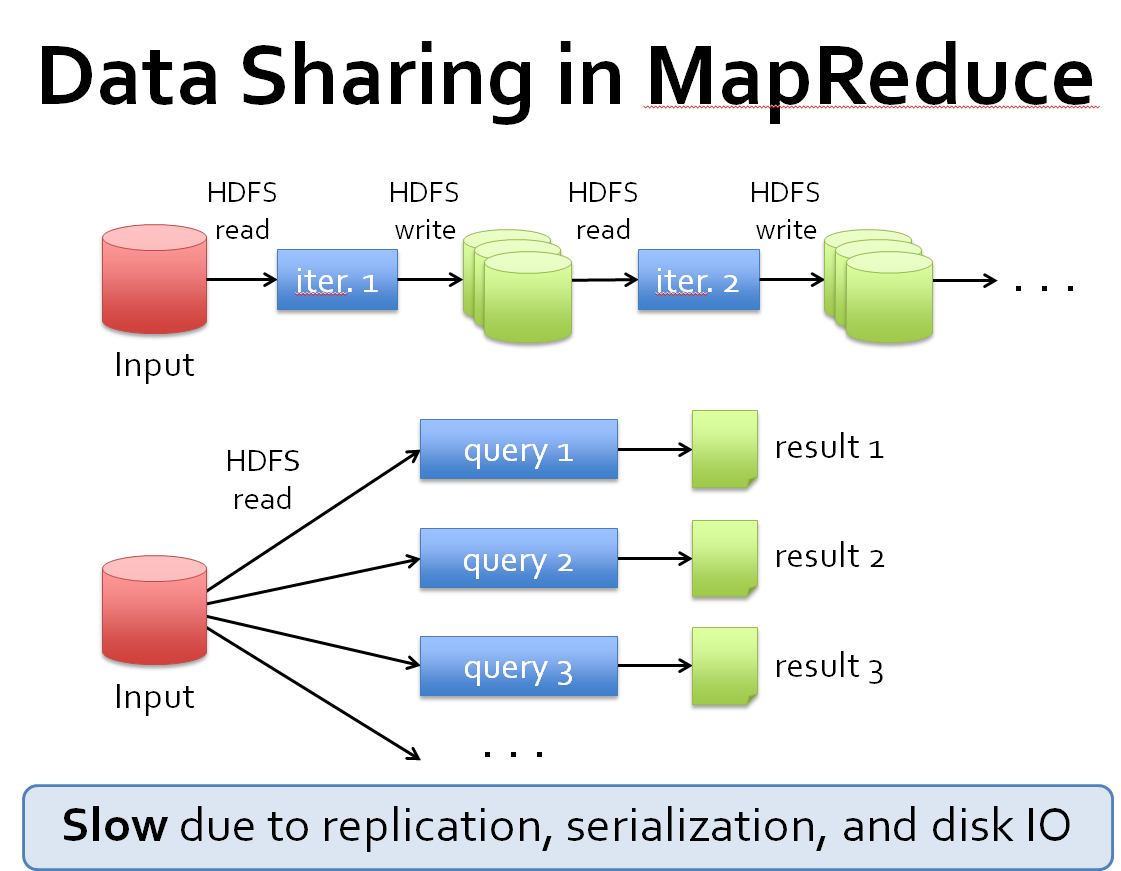 Data Sharing in MapReduce
HDFS
read
HDFS
write
HDFS
read
HDFS
write
iter. 1
iter. 2
. . .
Input
HDFS
read
query 1
result 1
query 2
result 2
query 3
result 3
Input
. . .
Slow due to replication, serialization, and disk IO